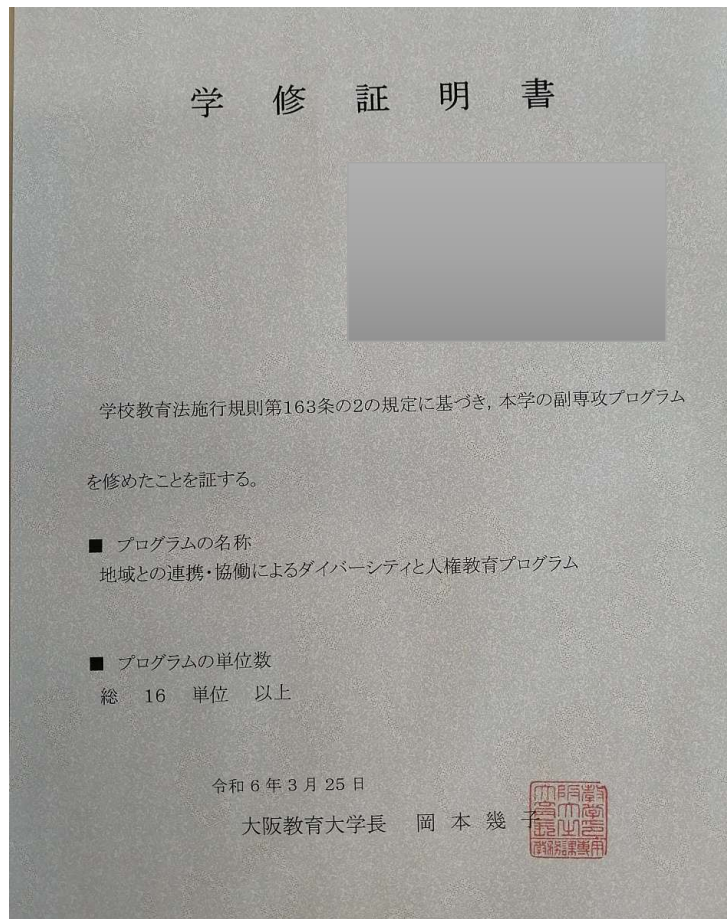 学修証明書
学校教育法施行規則第163条の2の規定に基づき,本学の副専攻プログラム
を修めたことを証する。
■ プログラムの名称
地域との連携・協働によるダイバーシティと人権教育プログラム
■ プログラムの単位数
総 16 単位 以上
令和6年3月25日
大阪教育大学長 岡本幾子